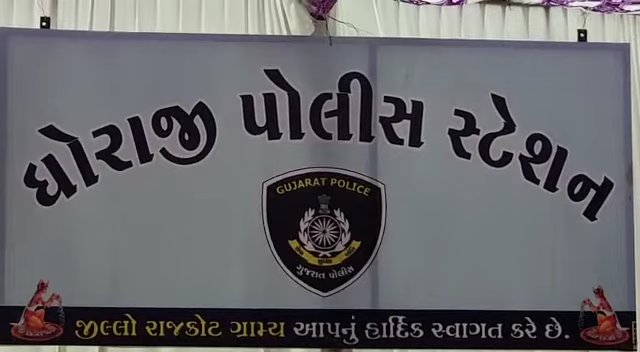 ધોરાજી પોલીસ સ્ટેશન
GUJARAT POLICE
ગુજરાત પોલીસ
જીલ્લો રાજકોટ ગ્રામ્ય આપનું હાર્દિક સ્વાગત કરે છે.